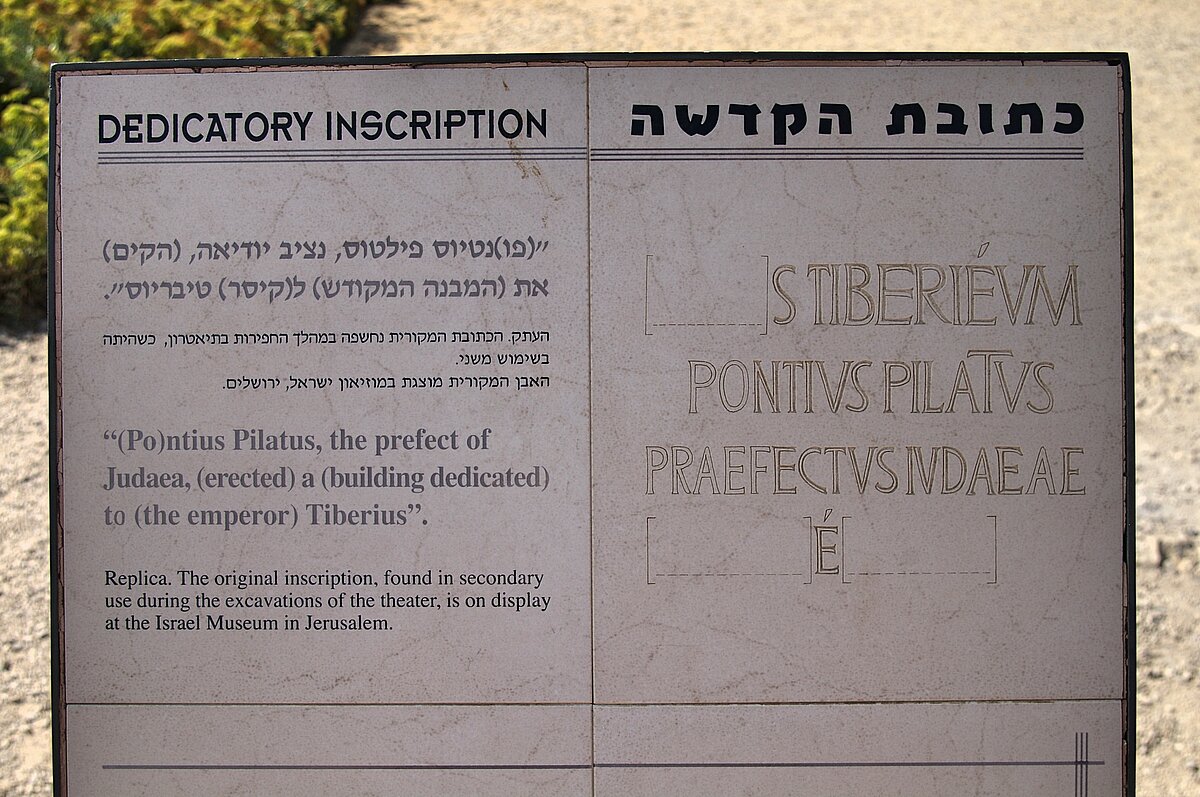 DEDICATORY INSCRIPTION
כתובת הקדשה
"(פו)נטיוס פילטוס, נציב יודיאה, (הקים)
את (המבנה המקודש) ל(קיסר) טיבריוס".
העתק. הכתובת המקורית נחשפה במהלך החפירות בתיאטרון, כשהיתה
בשימוש משני.
האבן המקורית מוצגת במוזיאון ישראל, ירושלים.
“(Po)ntius Pilatus, the prefect of
Judaea, (erected) a (building dedicated)
to (the emperor) Tiberius”.
Replica. The original inscription, found in secondary
use during the excavations of the theater, is on display
at the Israel Museum in Jerusalem.
[ ]S TIBERIÉVM
PONTIVS PILATVS
PRAEFECTVS IVDAEAE
[ ]É[ ]